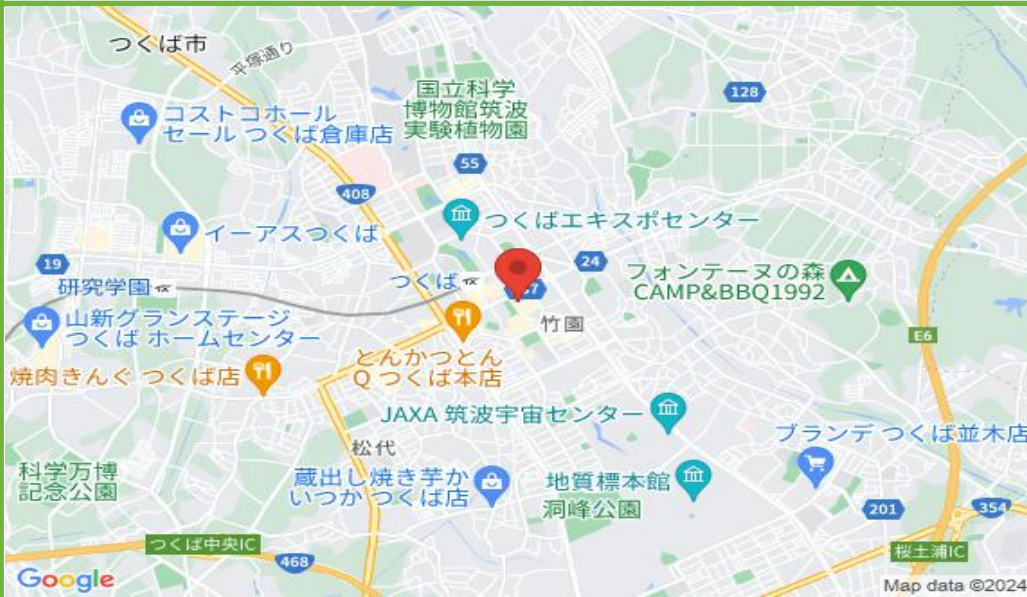 つくば市
平塚通り
国立科学
博物館筑波
実験植物園
128
コストコホール
セール つくば倉庫店
55
408
つくばエキスポセンター
イーアスつくば
19
24
つくば
研究学園
フォンテーヌの森
CAMP&BBQ1992
山新グランステージ
つくば ホームセンター
竹園
E6
とんかつとん
Q つくば本店
焼肉きんぐ つくば店
JAXA 筑波宇宙センター
ブランデ つくば並木店
松代
科学万博
記念公園
蔵出し焼き芋か
いつか つくば店
地質標本館
洞峰公園
201
354
つくば中央IC
468
桜土浦IC
Google
Map data ©2024